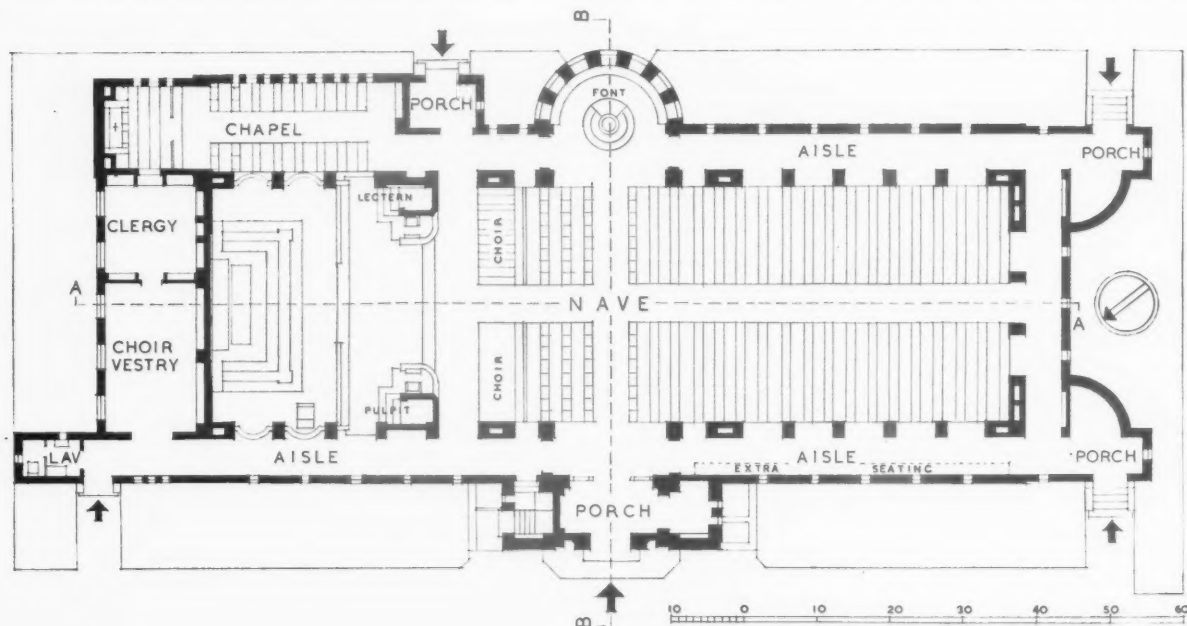 B
PORCH
FONT
CHAPEL
AISLE
PORCH
LECTERN
CLERGY
CHOIR
A
NAVE
A
CHOIR
VESTRY
CHOIR
PULPIT
LAV
AISLE
AISLE
PORCH
EXTRA SEATING
PORCH
B
10 0 10 20 30 40 50 60